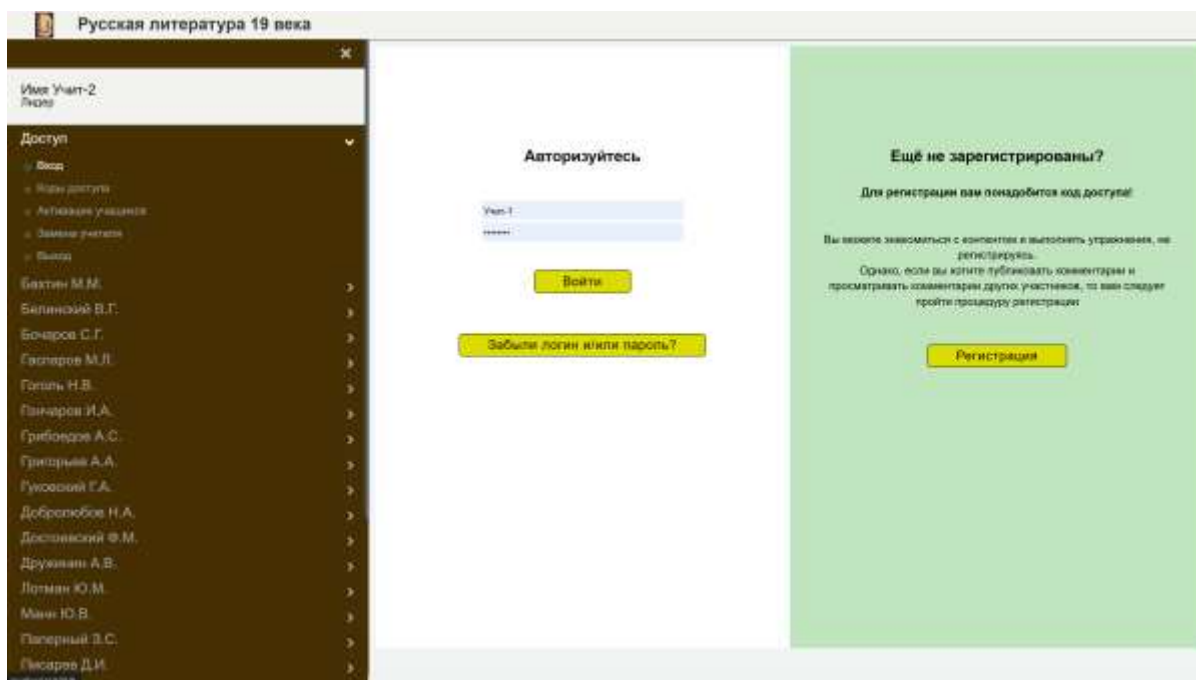 Русская литература 19 века
Имя Учит-2
Лидер
Доступ
Вход
Коды доступа
Активация учащихся
Замена учителя
Выход
Бахтин М.М.
Белинский В.Г.
Бочаров С.Г.
Гаспаров М.Л.
Гоголь Н.В.
Гончаров И.А.
Грибоедов А.С.
Григорьев А.А.
Гуковский Г.А.
Добролюбов Н.А.
Достоевский Ф.М.
Дружинин А.В.
Лотман Ю.М.
Манн Ю.В.
Паперный З.С.
Писарев Д.И.
Авторизуйтесь
Учит-1
Войти
Забыли логин и/или пароль?
Ещё не зарегистрированы?
Для регистрации вам понадобится код доступа!
Вы можете знакомиться с контентом и выполнять упражнения, не
регистрируясь.
Однако, если вы хотите публиковать комментарии и
просматривать комментарии других участников, то вам следует
пройти процедуру регистрации
Регистрация